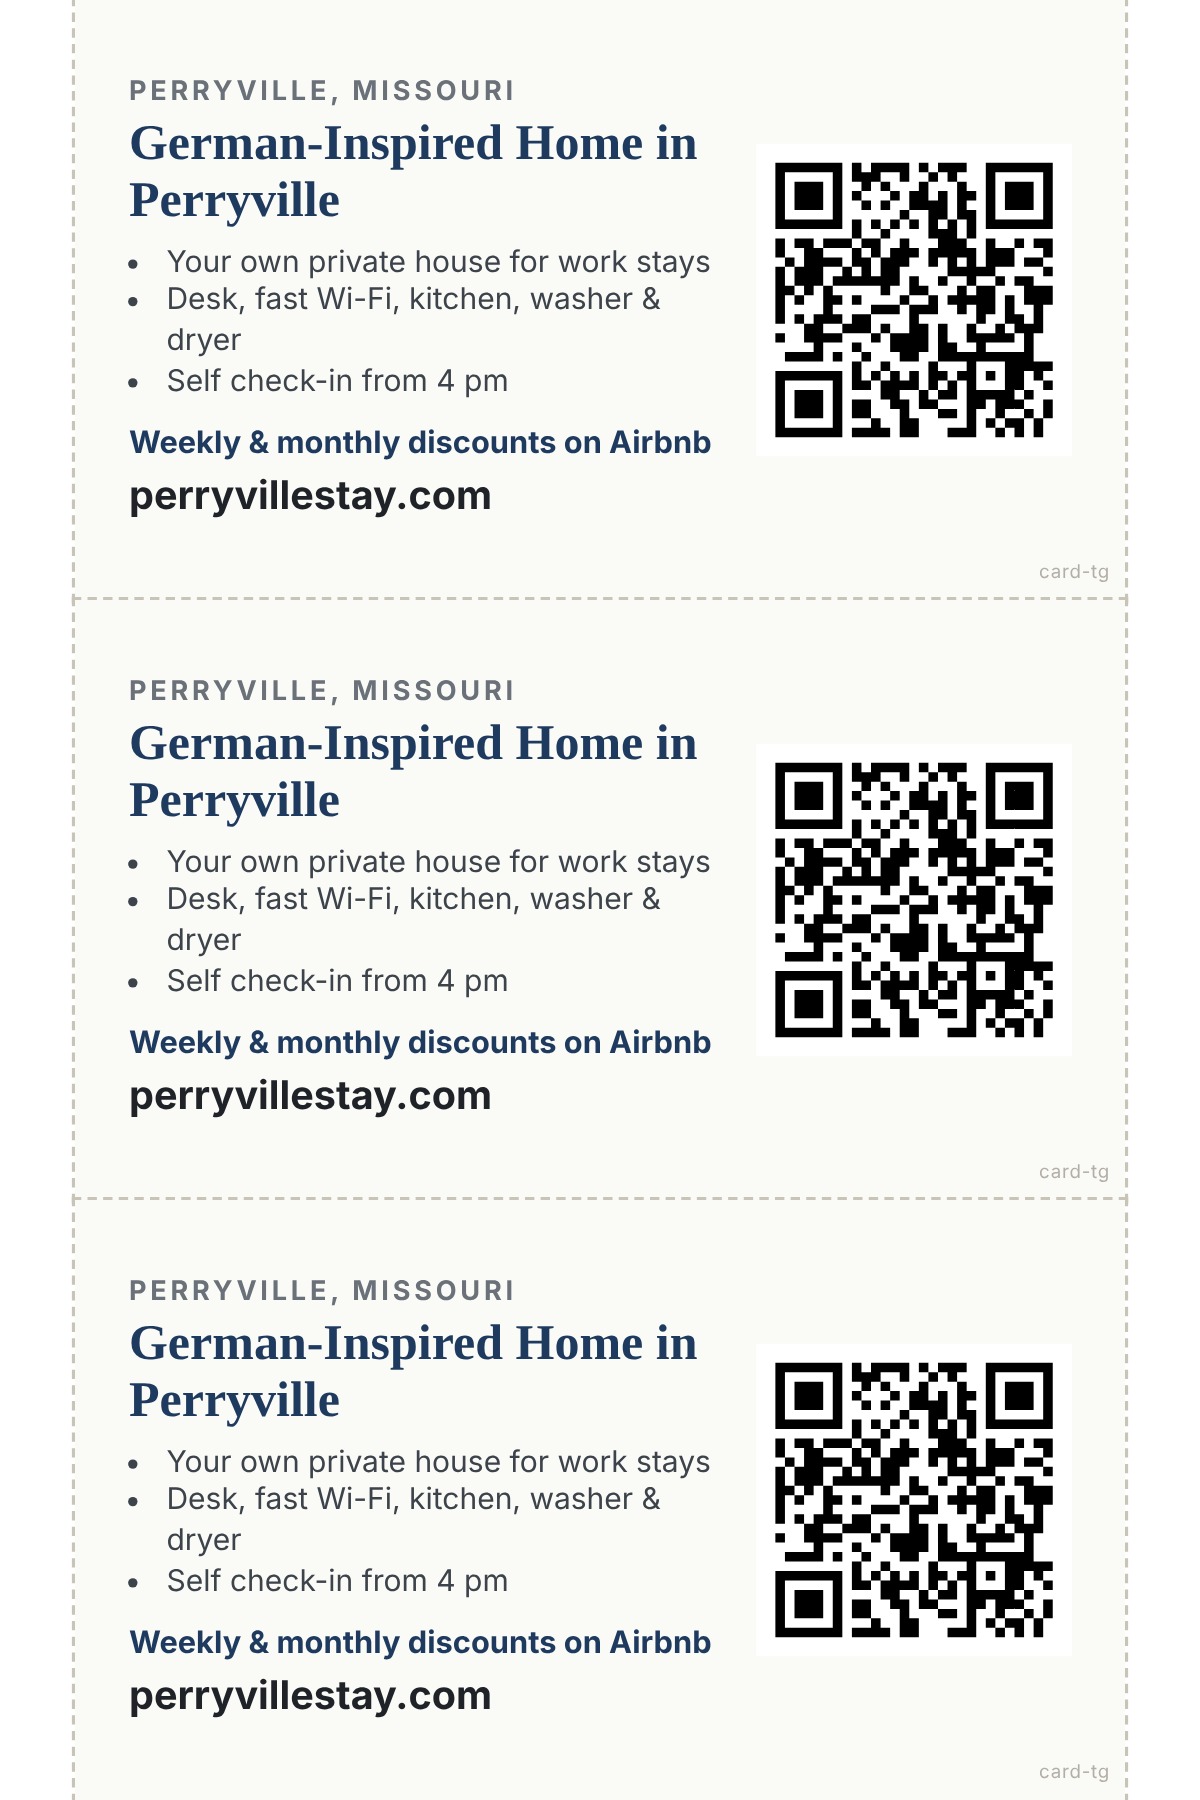 PERRYVILLE, MISSOURI
German-Inspired Home in
Perryville
• Your own private house for work stays
• Desk, fast Wi-Fi, kitchen, washer &
dryer
• Self check-in from 4 pm
Weekly & monthly discounts on Airbnb
perryvillestay.com
card-tg
PERRYVILLE, MISSOURI
German-Inspired Home in
Perryville
• Your own private house for work stays
• Desk, fast Wi-Fi, kitchen, washer &
dryer
• Self check-in from 4 pm
Weekly & monthly discounts on Airbnb
perryvillestay.com
card-tg
PERRYVILLE, MISSOURI
German-Inspired Home in
Perryville
• Your own private house for work stays
• Desk, fast Wi-Fi, kitchen, washer &
dryer
• Self check-in from 4 pm
Weekly & monthly discounts on Airbnb
perryvillestay.com
card-tg